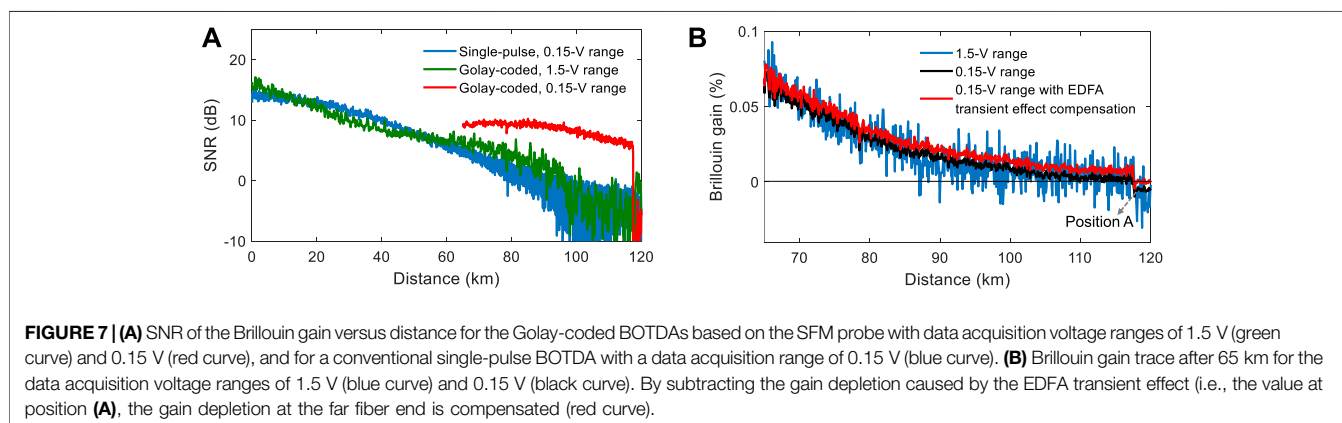 A
20
10
0
-10
SNR (dB)
Single-pulse, 0.15-V range
Golay-coded, 1.5-V range
Golay-coded, 0.15-V range
0 20 40 60 80 100 120
Distance (km)
B
0.1
0.05
0
Brillouin gain (%)
1.5-V range
0.15-V range
0.15-V range with EDFA
transient effect compensation
Position A
70 80 90 100 110 120
Distance (km)
FIGURE 7 | (A) SNR of the Brillouin gain versus distance for the Golay-coded BOTDAs based on the SFM probe with data acquisition voltage ranges of 1.5 V (green
curve) and 0.15 V (red curve), and for a conventional single-pulse BOTDA with a data acquisition range of 0.15 V (blue curve). (B) Brillouin gain trace after 65 km for the
data acquisition voltage ranges of 1.5 V (blue curve) and 0.15 V (black curve). By subtracting the gain depletion caused by the EDFA transient effect (i.e., the value at
position (A), the gain depletion at the far fiber end is compensated (red curve).